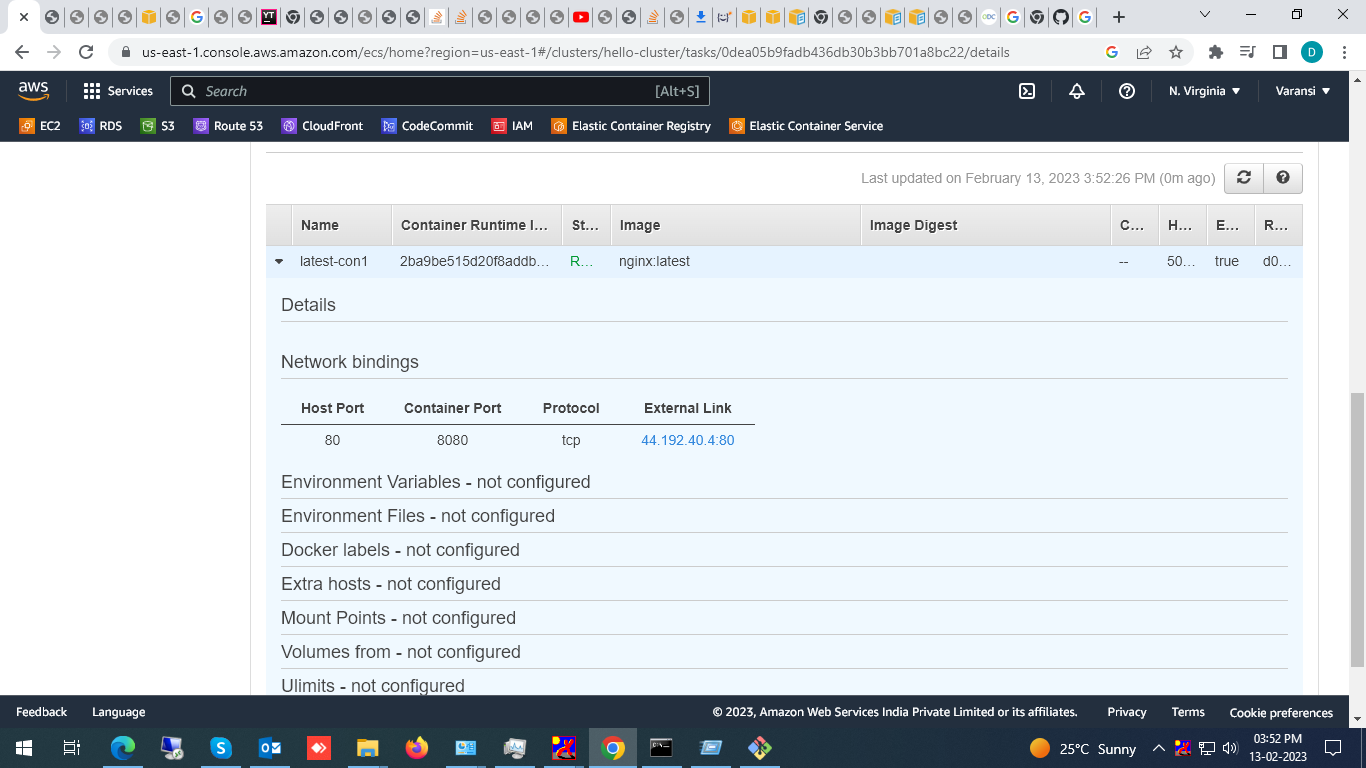 us-east-1.console.aws.amazon.com/ecs/home?region=us-east-1#/clusters/hello-cluster/tasks/0dea05b9fadb436db30b3bb701a8bc22/details
D
aws
Services
Search
[Alt+S]
N. Virginia
Varansi
EC2
RDS
S3
Route 53
CloudFront
CodeCommit
IAM
Elastic Container Registry
Elastic Container Service
Last updated on February 13, 2023 3:52:26 PM (0m ago)
Name Container Runtime I... St... Image Image Digest C... H... E... R...
latest-con1 2ba9be515d20f8addb... R... nginx:latest -- 50... true d0...
Details
Network bindings
Host Port Container Port Protocol External Link
80 8080 tcp 44.192.40.4:80
Environment Variables - not configured
Environment Files - not configured
Docker labels - not configured
Extra hosts - not configured
Mount Points - not configured
Volumes from - not configured
Ulimits - not configured
Feedback
Language
© 2023, Amazon Web Services India Private Limited or its affiliates.
Privacy
Terms
Cookie preferences
25°C Sunny
03:52 PM
13-02-2023